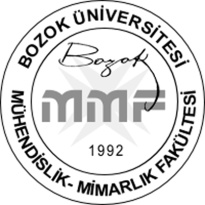 BOZOK ÜNİVERSİTESİ
Bozok
MMF
1992
MÜHENDİSLİK- MİMARLIK FAKÜLTESİ